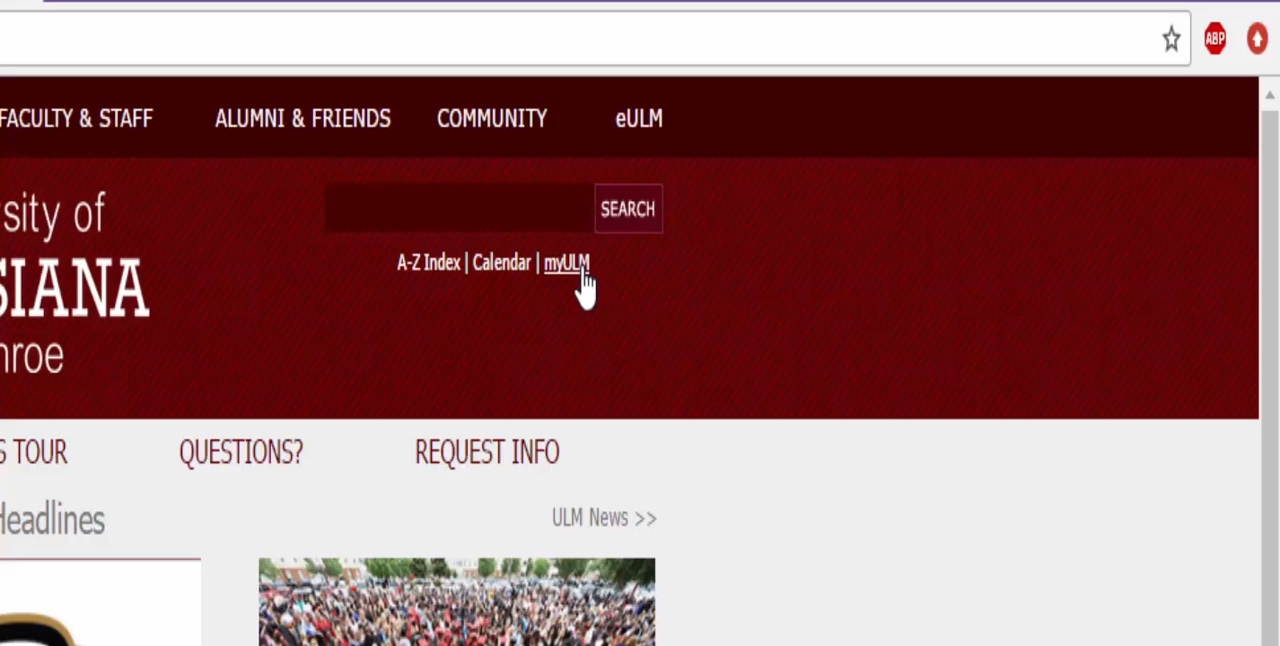 ABP
FACULTY & STAFF ALUMNI & FRIENDS COMMUNITY eULM
sity of
SIANA
nroe
SEARCH
A-Z Index | Calendar | myULM
S TOUR QUESTIONS? REQUEST INFO
Headlines
ULM News >>